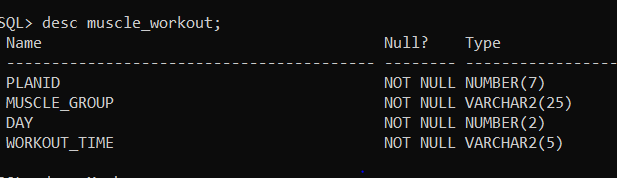 SQL> desc muscle_workout;
Name Null? Type
----------------------------------------- -------- -----------------
PLANID NOT NULL NUMBER(7)
MUSCLE_GROUP NOT NULL VARCHAR2(25)
DAY NOT NULL NUMBER(2)
WORKOUT_TIME NOT NULL VARCHAR2(5)